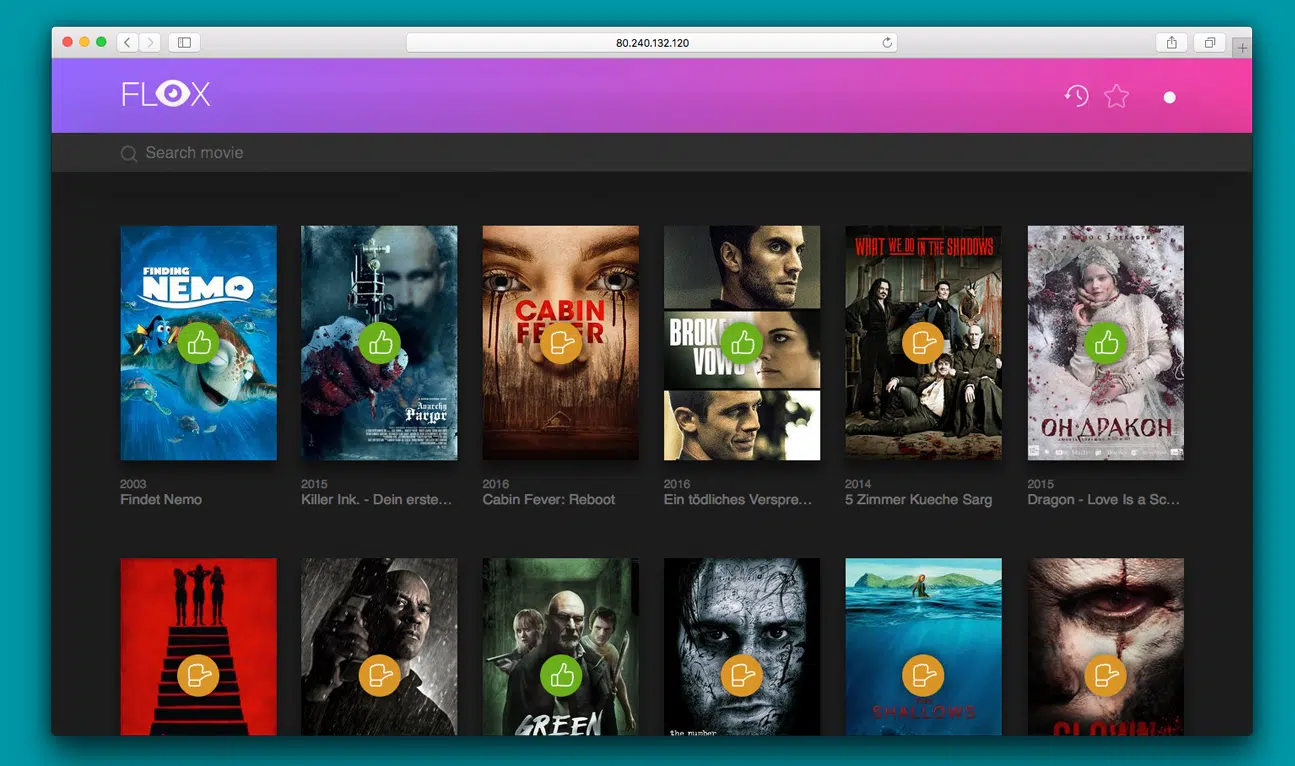 80.240.132.120
FLOX
Search movie
FINDING
NEMO
Anarchy
Parlor
CABIN
FEVER
BROKEN
VOWS
WHAT WE DO IN THE SHADOWS
ОН-ДРАКОН
2003
Findet Nemo
2015
Killer Ink. - Dein erste…
2016
Cabin Fever: Reboot
2016
Ein tödliches Verspre…
2014
5 Zimmer Kueche Sarg
2015
Dragon - Love Is a Sc…
GREEN
the number
THE
SHALLOWS
CLOWN